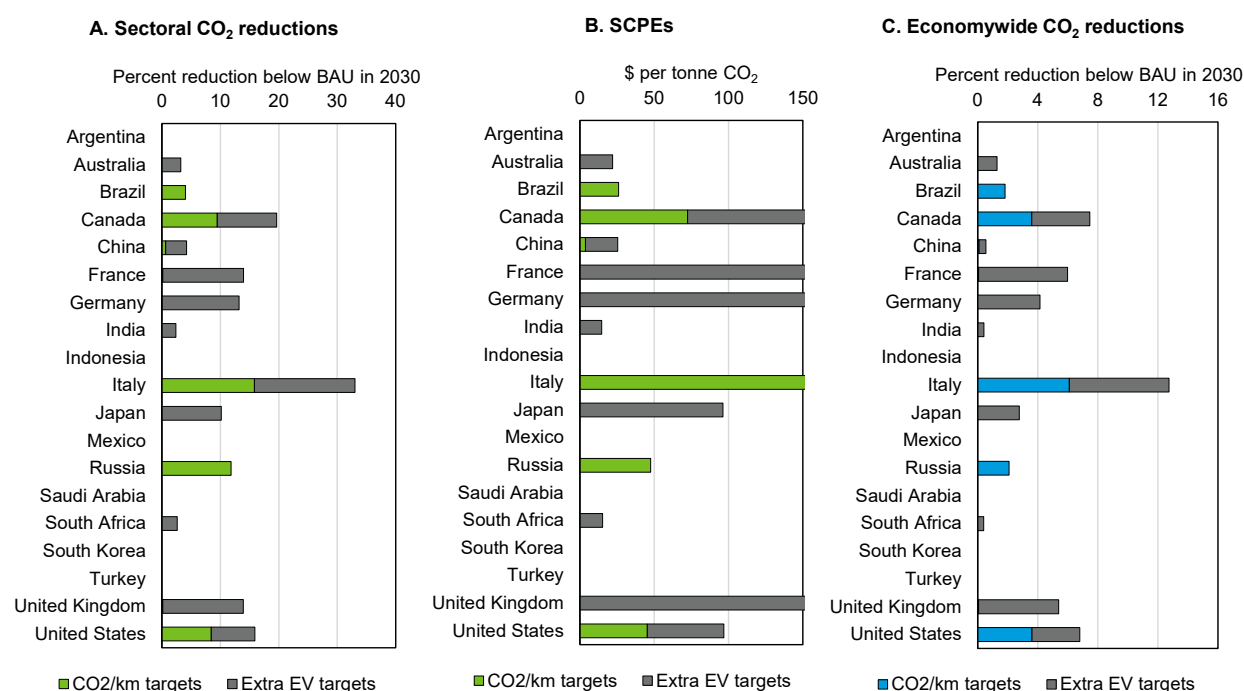 A. Sectoral CO₂ reductions
Percent reduction below BAU in 2030
0 10 20 30 40
Argentina
Australia
Brazil
Canada
China
France
Germany
India
Indonesia
Italy
Japan
Mexico
Russia
Saudi Arabia
South Africa
South Korea
Turkey
United Kingdom
United States
CO2/km targets Extra EV targets
B. SCPEs
$ per tonne CO₂
0 50 100 150
Argentina
Australia
Brazil
Canada
China
France
Germany
India
Indonesia
Italy
Japan
Mexico
Russia
Saudi Arabia
South Africa
South Korea
Turkey
United Kingdom
United States
CO2/km targets Extra EV targets
C. Economywide CO₂ reductions
Percent reduction below BAU in 2030
0 4 8 12 16
Argentina
Australia
Brazil
Canada
China
France
Germany
India
Indonesia
Italy
Japan
Mexico
Russia
Saudi Arabia
South Africa
South Korea
Turkey
United Kingdom
United States
CO2/km targets Extra EV targets